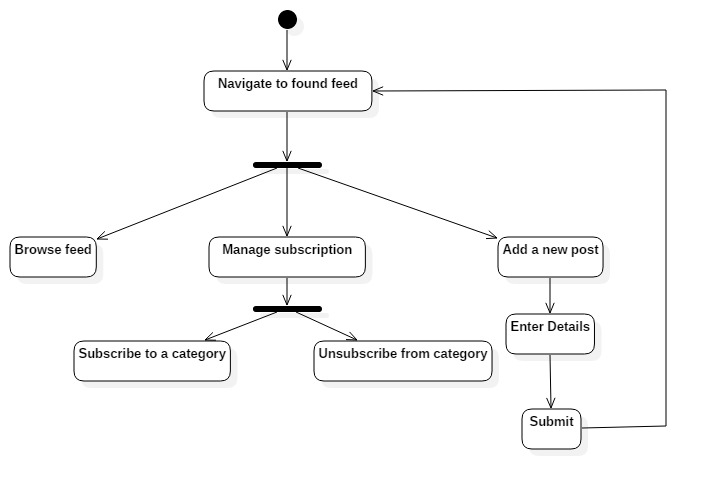 Navigate to found feed
Browse feed
Manage subscription
Add a new post
Enter Details
Subscribe to a category
Unsubscribe from category
Submit